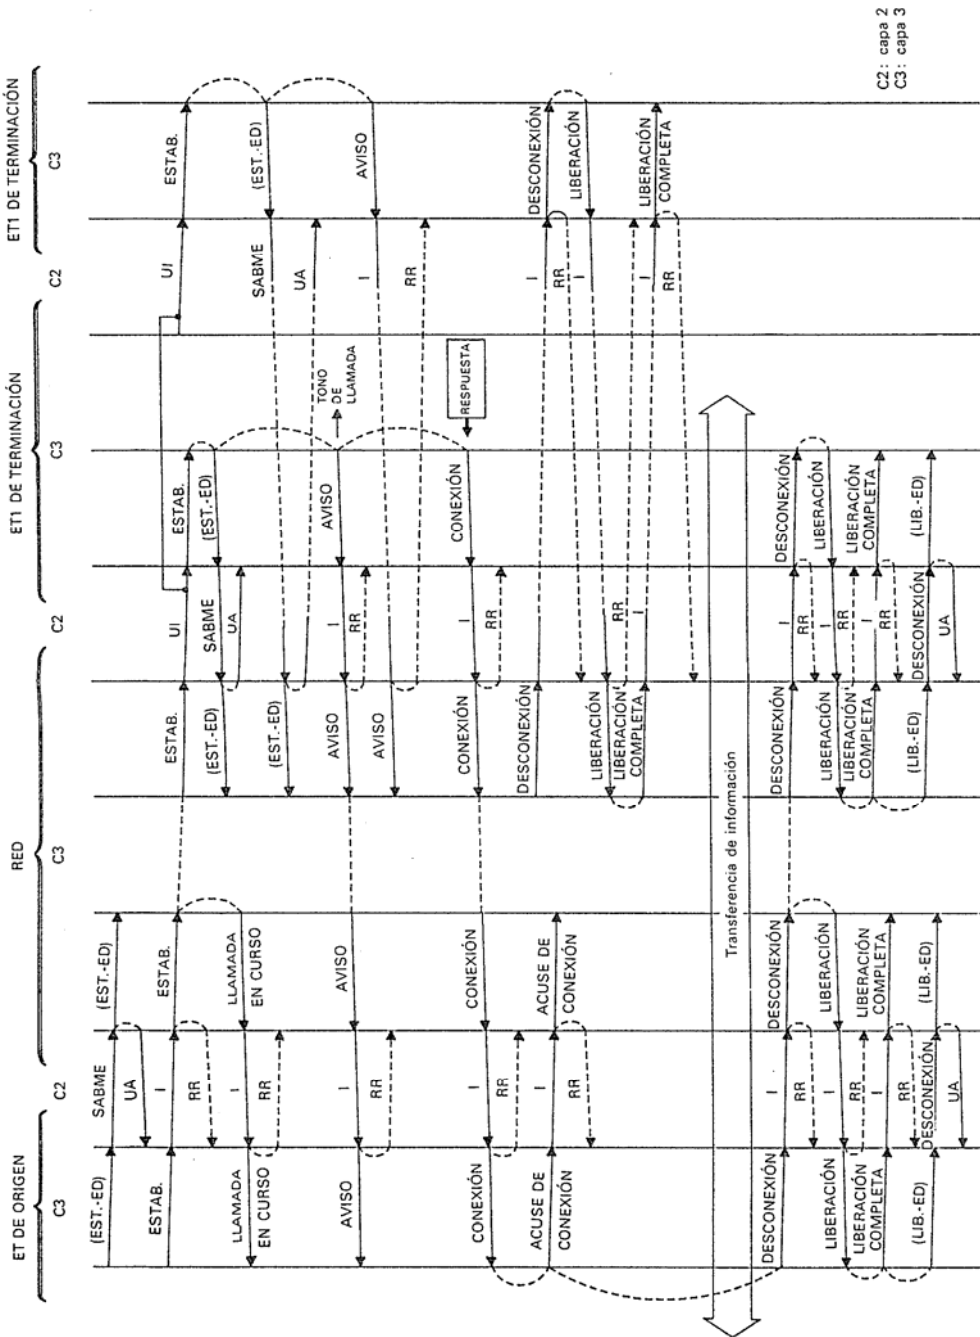 ET DE ORIGEN
RED
ET1 DE TERMINACIÓN
ET1 DE TERMINACIÓN
C3
C2
C3
C2
C3
C2
C3
(EST.-ED)
SABME
(EST.-ED)
UA
ESTAB.
I
ESTAB.
ESTAB.
UI
ESTAB.
UI
ESTAB.
RR
(EST.-ED)
SABME
(EST.-ED)
UA
LLAMADA
EN CURSO
I
LLAMADA
EN CURSO
RR
(EST.-ED)
SABME
(EST.-ED)
UA
AVISO
I
AVISO
AVISO
I
AVISO
TONO
DE
LLAMADA
RR
RR
AVISO
I
AVISO
RR
CONEXIÓN
I
CONEXIÓN
CONEXIÓN
I
CONEXIÓN
RESPUESTA
RR
RR
ACUSE DE
CONEXIÓN
I
ACUSE DE
CONEXIÓN
RR
DESCONEXIÓN
I
DESCONEXIÓN
RR
LIBERACIÓN
I
LIBERACIÓN
RR
LIBERACIÓN
COMPLETA
I
I
LIBERACIÓN
COMPLETA
RR
Transferencia de información
DESCONEXIÓN
I
DESCONEXIÓN
DESCONEXIÓN
I
DESCONEXIÓN
RR
RR
LIBERACIÓN
I
LIBERACIÓN
LIBERACIÓN
I
LIBERACIÓN
RR
RR
LIBERACIÓN
COMPLETA
I
LIBERACIÓN
COMPLETA
LIBERACIÓN
COMPLETA
I
LIBERACIÓN
COMPLETA
RR
RR
(LIB.-ED)
DESCONEXIÓN
(LIB.-ED)
(LIB.-ED)
DESCONEXIÓN
(LIB.-ED)
UA
UA
C2: capa 2
C3: capa 3